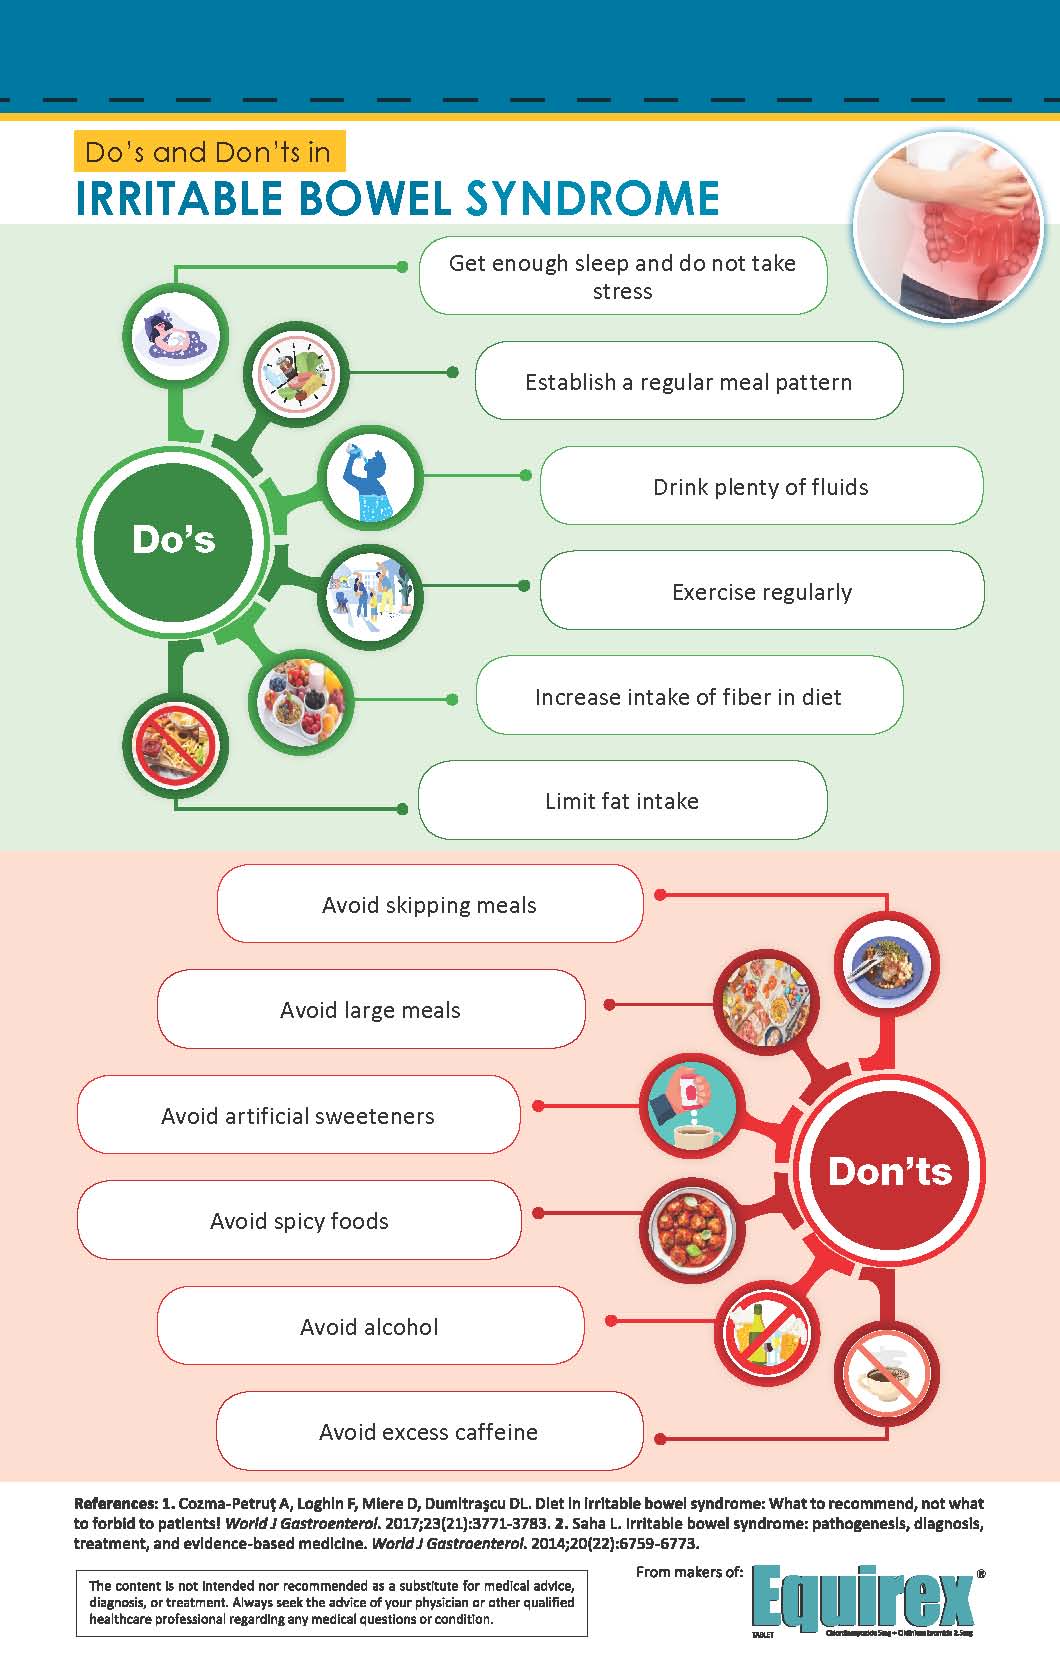 Do's and Don'ts in
IRRITABLE BOWEL SYNDROME
Get enough sleep and do not take
stress
Establish a regular meal pattern
Drink plenty of fluids
Do's
Exercise regularly
Increase intake of fiber in diet
Limit fat intake
Avoid skipping meals
Avoid large meals
Avoid artificial sweeteners
Don'ts
Avoid spicy foods
Avoid alcohol
Avoid excess caffeine
References: 1. Cozma-Petruţ A, Loghin F, Miere D, Dumitraşcu DL. Diet in irritable bowel syndrome: What to recommend, not what
to forbid to patients! World J Gastroenterol. 2017;23(21):3771-3783. 2. Saha L. Irritable bowel syndrome: pathogenesis, diagnosis,
treatment, and evidence-based medicine. World J Gastroenterol. 2014;20(22):6759-6773.
The content is not intended nor recommended as a substitute for medical advice,
diagnosis, or treatment. Always seek the advice of your physician or other qualified
healthcare professional regarding any medical questions or condition.
From makers of:
Equirex®
TABLET Chlordiazepoxide 5mg + Clidinium bromide 2.5mg